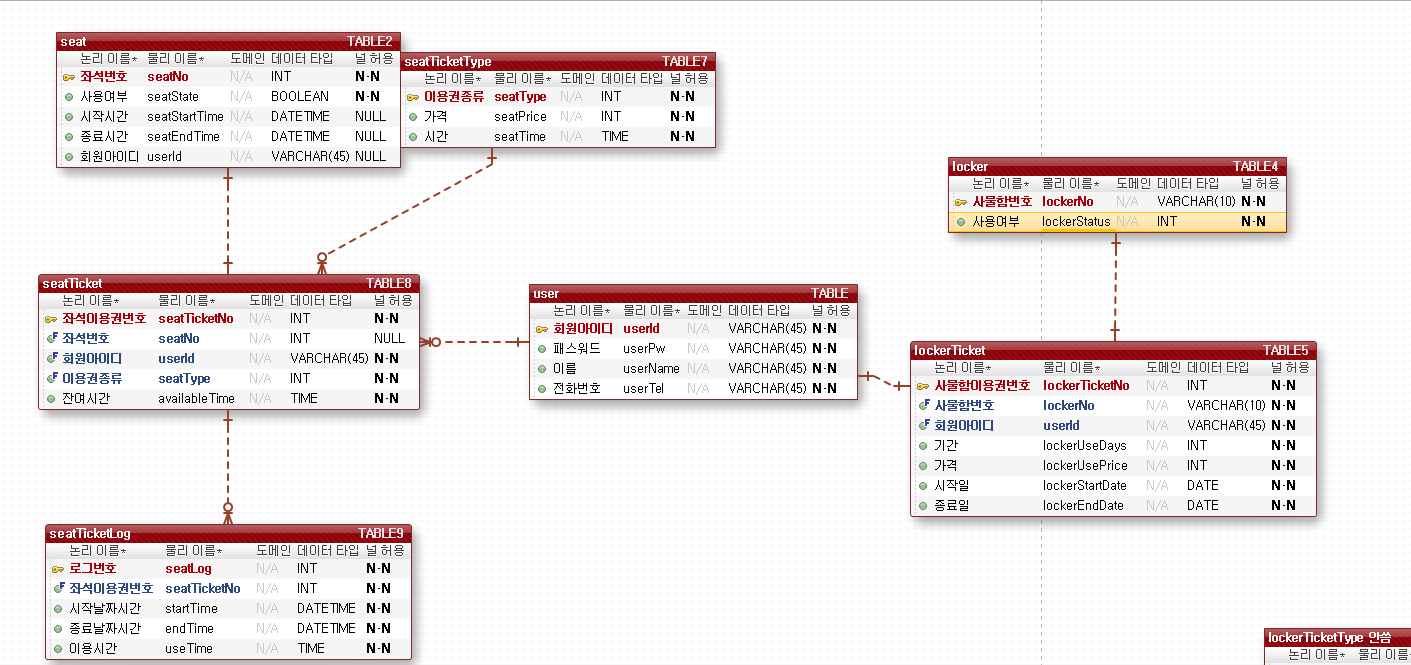 seat TABLE2
논리 이름* 물리 이름* 도메인 데이터 타입 널 허용
좌석번호 seatNo N/A INT N·N
사용여부 seatState N/A BOOLEAN N·N
시작시간 seatStartTime N/A DATETIME NULL
종료시간 seatEndTime N/A DATETIME NULL
회원아이디 userId N/A VARCHAR(45) NULL
seatTicketType TABLE7
논리 이름* 물리 이름* 도메인 데이터 타입 널 허용
이용권종류 seatType N/A INT N·N
가격 seatPrice N/A INT N·N
시간 seatTime N/A TIME N·N
locker TABLE4
논리 이름* 물리 이름* 도메인 데이터 타입 널 허용
사물함번호 lockerNo N/A VARCHAR(10) N·N
사용여부 lockerStatus N/A INT N·N
seatTicket TABLE8
논리 이름* 물리 이름* 도메인 데이터 타입 널 허용
좌석이용권번호 seatTicketNo N/A INT N·N
좌석번호 seatNo N/A INT NULL
회원아이디 userId N/A VARCHAR(45) N·N
이용권종류 seatType N/A INT N·N
잔여시간 availableTime N/A TIME N·N
user TABLE
논리 이름* 물리 이름* 도메인 데이터 타입 널 허용
회원아이디 userId N/A VARCHAR(45) N·N
패스워드 userPw N/A VARCHAR(45) N·N
이름 userName N/A VARCHAR(45) N·N
전화번호 userTel N/A VARCHAR(45) N·N
lockerTicket TABLE5
논리 이름* 물리 이름* 도메인 데이터 타입 널 허용
사물함이용권번호 lockerTicketNo N/A INT N·N
사물함번호 lockerNo N/A VARCHAR(10) N·N
회원아이디 userId N/A VARCHAR(45) N·N
기간 lockerUseDays N/A INT N·N
가격 lockerUsePrice N/A INT N·N
시작일 lockerStartDate N/A DATE N·N
종료일 lockerEndDate N/A DATE N·N
seatTicketLog TABLE9
논리 이름* 물리 이름* 도메인 데이터 타입 널 허용
로그번호 seatLog N/A INT N·N
좌석이용권번호 seatTicketNo N/A INT N·N
시작날짜시간 startTime N/A DATETIME N·N
종료날짜시간 endTime N/A DATETIME N·N
이용시간 useTime N/A TIME N·N
lockerTicketType 안씀
논리 이름* 물리 이름*